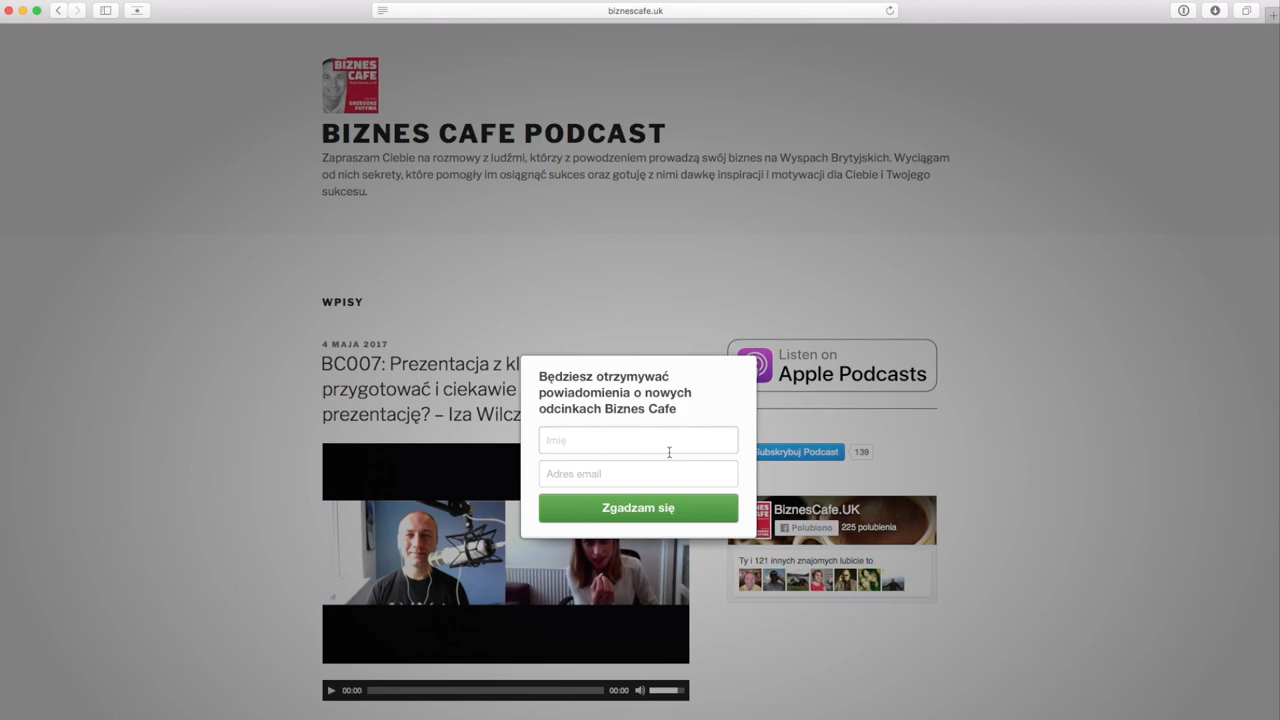 biznescafe.uk
BIZNES
CAFE
GRZEGORZ
FUTYMA
BIZNES CAFE PODCAST
Zapraszam Ciebie na rozmowy z ludźmi, którzy z powodzeniem prowadzą swój biznes na Wyspach Brytyjskich. Wyciągam
od nich sekrety, które pomogły im osiągnąć sukces oraz gotuję z nimi dawkę inspiracji i motywacji dla Ciebie i Twojego
sukcesu.
WPISY
4 MAJA 2017
BC007: Prezentacja z
przygotować i ciekawie
prezentację? – Iza
00:00
00:00
Będziesz otrzymywać
powiadomienia o nowych
odcinkach Biznes Cafe
Imię
Adres email
Zgadzam się
Listen on
Apple Podcasts
Subskrybuj Podcast
139
BiznesCafe.UK
Polubiono
225 polubienia
Ty i 121 innych znajomych lubicie to